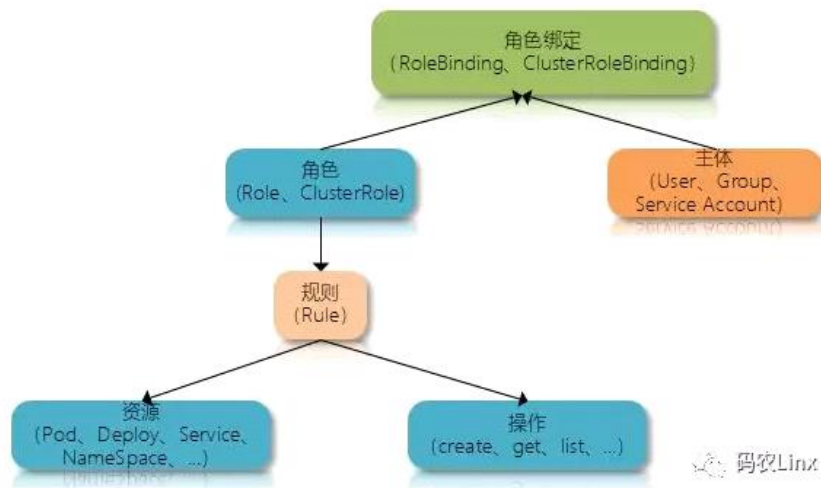 角色绑定
(RoleBinding、ClusterRoleBinding)
角色
(Role、ClusterRole)
主体
(User、Group、
Service Account)
规则
(Rule)
资源
(Pod、Deploy、Service、
NameSpace、...)
操作
(create、get、list、...)
码农Linx